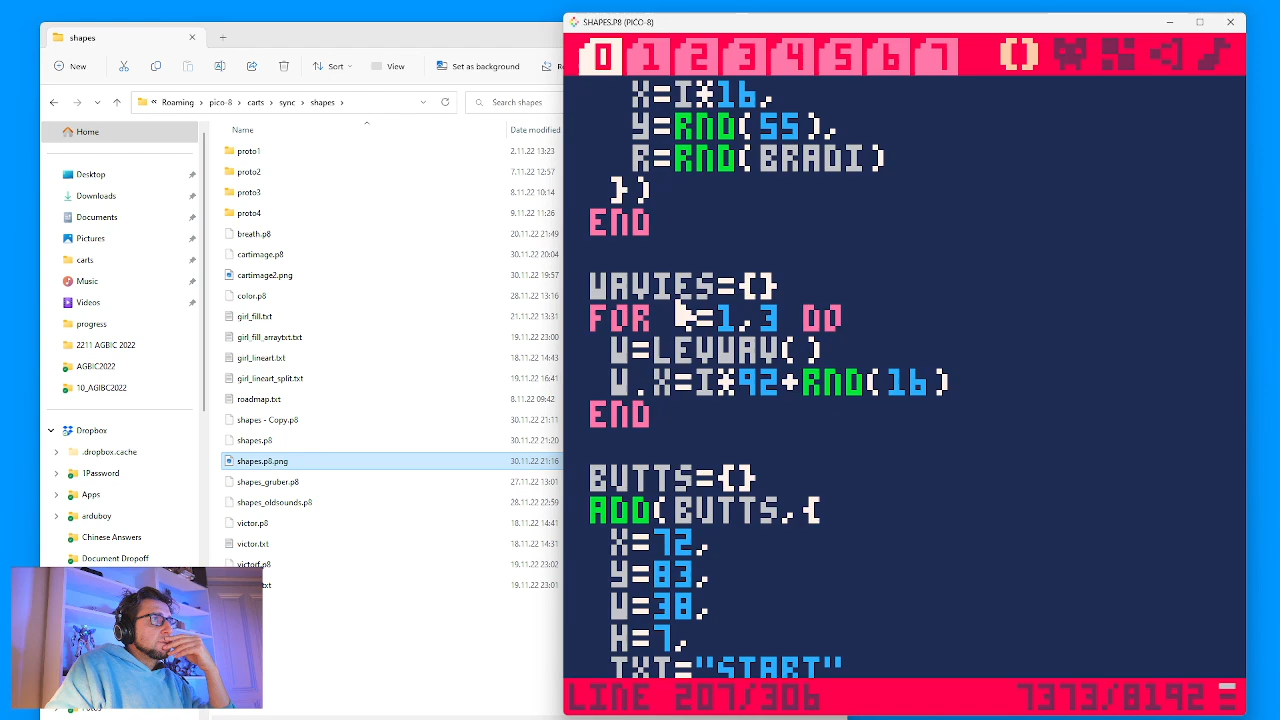 shapes
New
Sort
View
Set as background
Roaming
pico-8
carts
sync
shapes
Search shapes
Home
Desktop
Downloads
Documents
Pictures
carts
Music
Videos
progress
2211 AGBIC 2022
AGBIC2022
10_AGIBC2022
Dropbox
.dropbox.cache
1Password
Apps
arduboy
Chinese Answers
Document Dropoff
Name
Date modified
proto1 2.11.22 13:23
proto2 7.11.22 12:57
proto3 8.11.22 10:14
proto4 9.11.22 11:26
breath.p8 20.11.22 21:49
cartimage.p8 30.11.22 20:04
cartimage2.png 30.11.22 19:57
color.p8 28.11.22 13:16
girl_fill.txt 21.11.22 13:32
girl_fill_arraytxt.txt 19.11.22 23:00
girl_lineart.txt 18.11.22 14:43
girl_lineart_split.txt 19.11.22 16:41
roadmap.txt 8.11.22 09:42
shapes - Copy.p8 30.11.22 21:11
shapes.p8 30.11.22 21:20
shapes.p8.png 30.11.22 21:16
shapes_gruber.p8 27.11.22 13:01
shapes_oldsounds.p8 28.11.22 22:59
victor.p8 18.11.22 14:41
victor.txt 18.11.22 14:31
victorf.p8 19.11.22 23:02
19.11.22 23:01
SHAPES.P8 (PICO-8)
0 1 2 3 4 5 6 7
X=I*16,
Y=RND(55),
R=RND(BRADI)
})
END
WAVIES={}
FOR =1,3 DO
W=LEVWAV()
W.X=I*92+RND(16)
END
BUTTS={}
ADD(BUTTS,{
X=72,
Y=83,
W=38,
H=7,
TXT="START"
LINE 207/306 7373/8192